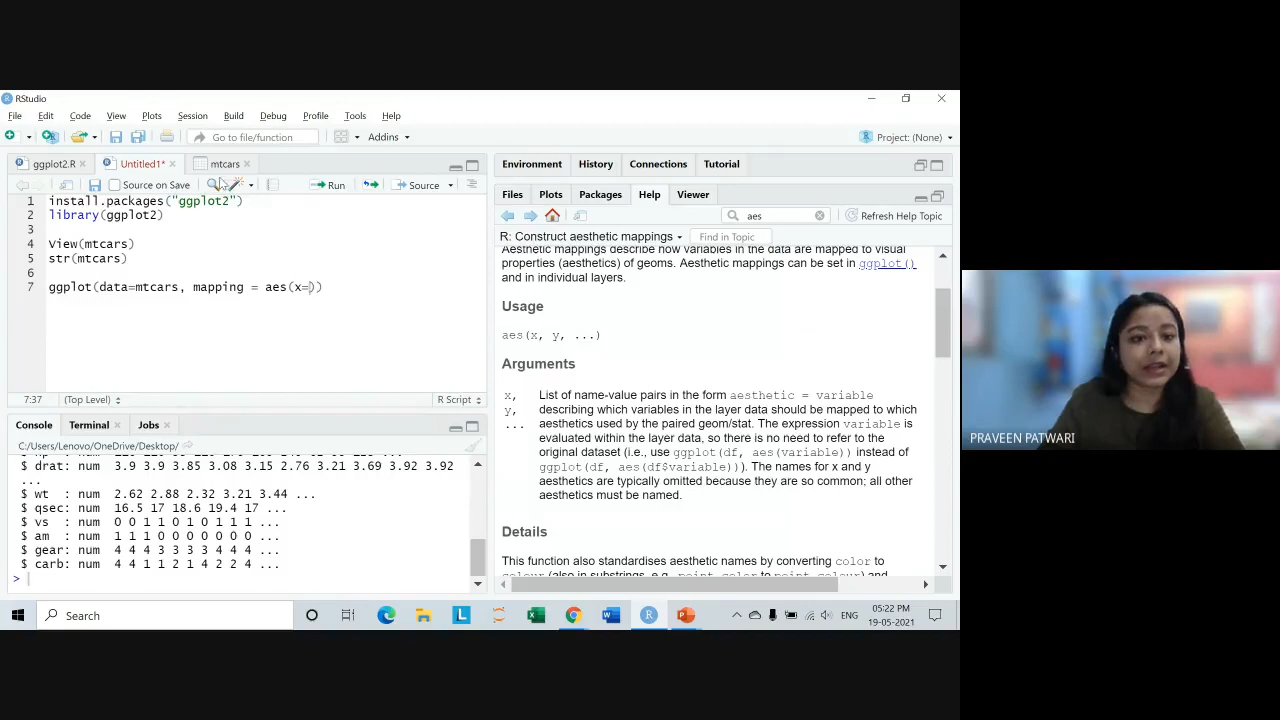 RStudio
File Edit Code View Plots Session Build Debug Profile Tools Help
Go to file/function Addins Project: (None)
ggplot2.R Untitled1* mtcars
Source on Save Run Source
1 install.packages("ggplot2")
2 library(ggplot2)
3
4 View(mtcars)
5 str(mtcars)
6
7 ggplot(data=mtcars, mapping = aes(x=))
7:37 (Top Level) R Script
Console Terminal Jobs
C:/Users/Lenovo/OneDrive/Desktop/
$ drat: num 3.9 3.9 3.85 3.08 3.15 2.76 3.21 3.69 3.92 3.92
...
$ wt : num 2.62 2.88 2.32 3.21 3.44 ...
$ qsec: num 16.5 17 18.6 19.4 17 ...
$ vs : num 0 0 1 1 0 1 0 1 1 1 ...
$ am : num 1 1 1 0 0 0 0 0 0 0 ...
$ gear: num 4 4 4 3 3 3 3 4 4 4 ...
$ carb: num 4 4 1 1 2 1 4 2 2 4 ...
>
Environment History Connections Tutorial
Files Plots Packages Help Viewer
aes Refresh Help Topic
R: Construct aesthetic mappings Find in Topic
Aesthetic mappings describe how variables in the data are mapped to visual
properties (aesthetics) of geoms. Aesthetic mappings can be set in ggplot()
and in individual layers.
Usage
aes(x, y, ...)
Arguments
x, List of name-value pairs in the form aesthetic = variable
y, describing which variables in the layer data should be mapped to which
... aesthetics used by the paired geom/stat. The expression variable is
evaluated within the layer data, so there is no need to refer to the
original dataset (i.e., use ggplot(df, aes(variable)) instead of
ggplot(df, aes(df$variable))). The names for x and y
aesthetics are typically omitted because they are so common; all other
aesthetics must be named.
Details
This function also standardises aesthetic names by converting color to
colour (also in substrings, e.g., point_color to point_colour) and
Search
ENG
05:22 PM
19-05-2021
PRAVEEN PATWARI